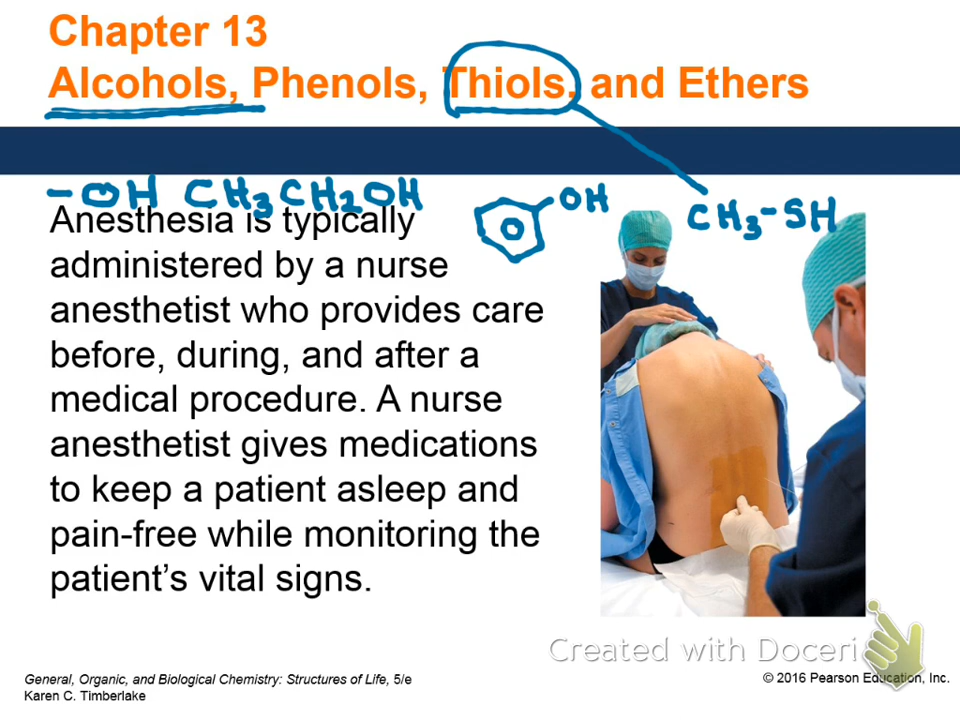 Chapter 13
Alcohols, Phenols, Thiols, and Ethers
-OH CH3CH2OH
OH
CH3-SH
Anesthesia is typically
administered by a nurse
anesthetist who provides care
before, during, and after a
medical procedure. A nurse
anesthetist gives medications
to keep a patient asleep and
pain-free while monitoring the
patient's vital signs.
Created with Doceri
General, Organic, and Biological Chemistry: Structures of Life, 5/e
Karen C. Timberlake
© 2016 Pearson Education, Inc.